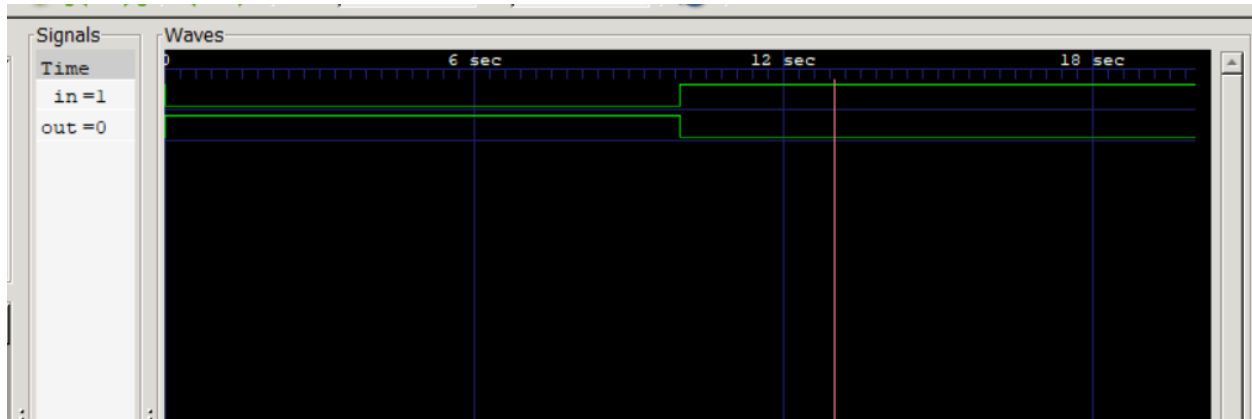 Signals
Waves
Time
0 6 sec 12 sec 18 sec
in =1
out =0